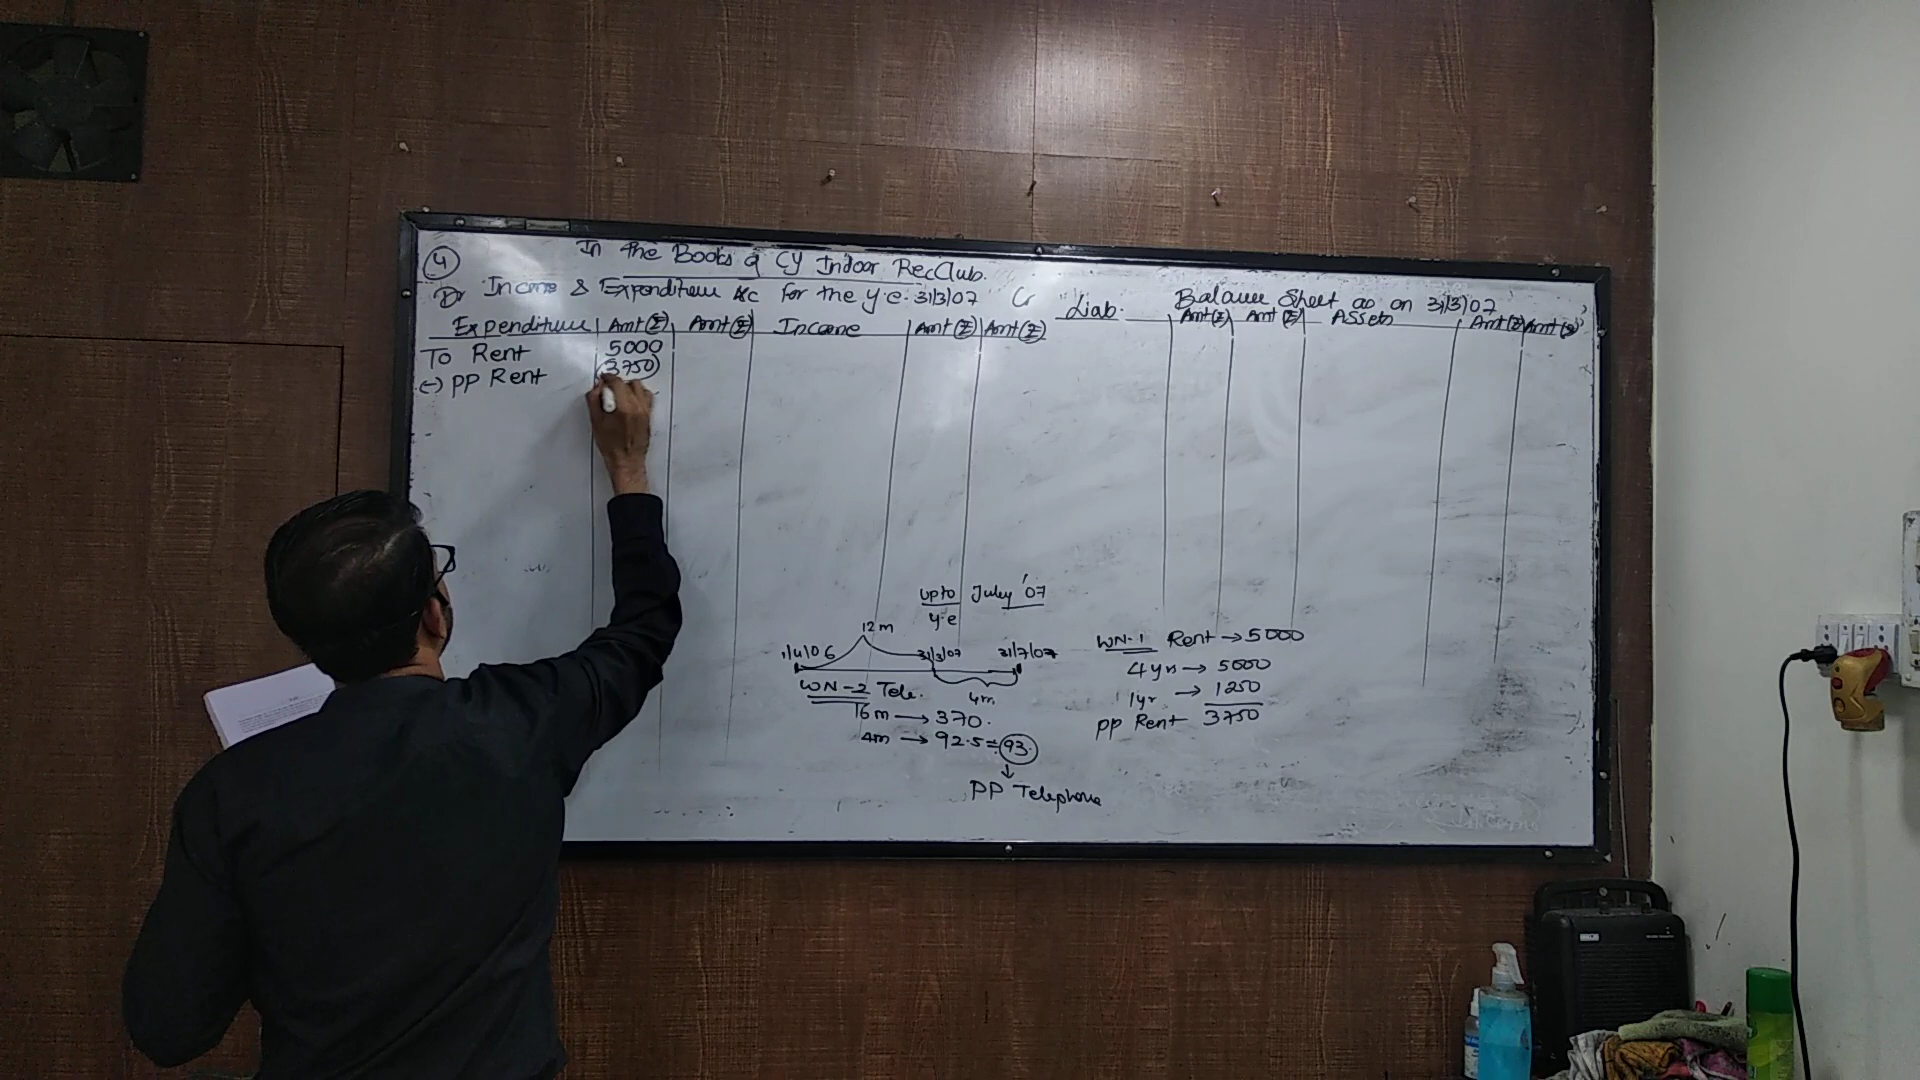 4
In the Books of CY Indoor Rec Club.
Dr Income & Expenditure A/c for the y.e. 31/3/07 Cr
Expenditure Amt(₹) Amt(₹) Income Amt(₹) Amt(₹)
To Rent 5000
(-) PP Rent (3750)
Balance Sheet as on 31/3/07
Liab. Amt(₹) Amt(₹) Assets Amt(₹) Amt(₹)
upto July '07
y.e
12m
1/4/06 31/3/07 31/7/07
4m
WN-2 Tele.
16m → 370.
4m → 92.5 = 93.
↓
PP Telephone
WN-1 Rent → 5000
4yrs → 5000
1yr → 1250
PP Rent 3750